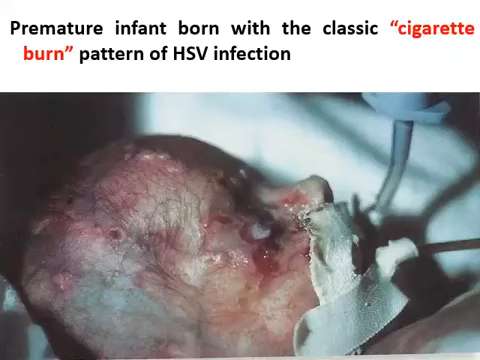 Premature infant born with the classic “cigarette
burn” pattern of HSV infection